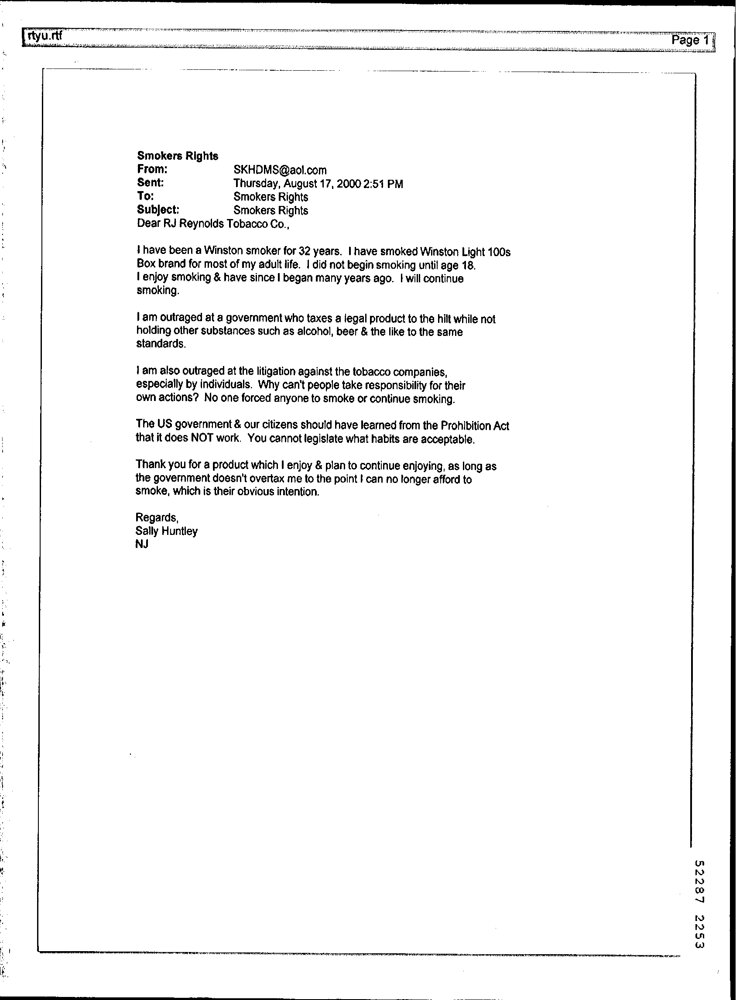 rtyu.rtf
Page 1
Smokers Rights
From: SKHDMS@aol.com
Sent: Thursday, August 17, 2000 2:51 PM
To: Smokers Rights
Subject: Smokers Rights
Dear RJ Reynolds Tobacco Co.,
I have been a Winston smoker for 32 years. I have smoked Winston Light 100s
Box brand for most of my adult life. I did not begin smoking until age 18.
I enjoy smoking & have since I began many years ago. I will continue
smoking.
I am outraged at a government who taxes a legal product to the hilt while not
holding other substances such as alcohol, beer & the like to the same
standards.
I am also outraged at the litigation against the tobacco companies,
especially by individuals. Why can't people take responsibility for their
own actions? No one forced anyone to smoke or continue smoking.
The US government & our citizens should have learned from the Prohibition Act
that it does NOT work. You cannot legislate what habits are acceptable.
Thank you for a product which I enjoy & plan to continue enjoying, as long as
the government doesn't overtax me to the point I can no longer afford to
smoke, which is their obvious intention.
Regards,
Sally Huntley
NJ
52287 2253